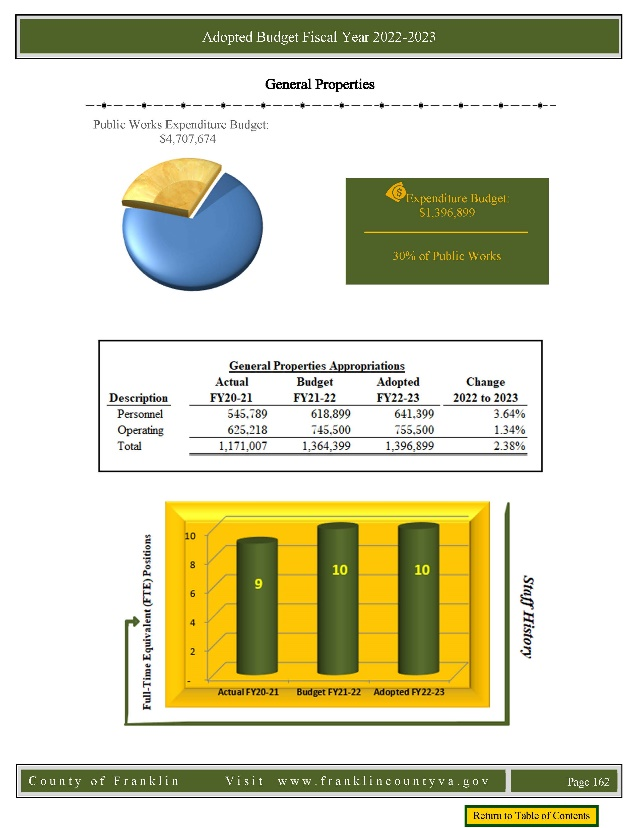 Adopted Budget Fiscal Year 2022-2023
General Properties
Public Works Expenditure Budget:
$4,707,674
$
Expenditure Budget:
$1,396,899
30% of Public Works
General Properties Appropriations
Actual Budget Adopted Change
Description FY20-21 FY21-22 FY22-23 2022 to 2023
Personnel 545,789 618,899 641,399 3.64%
Operating 625,218 745,500 755,500 1.34%
Total 1,171,007 1,364,399 1,396,899 2.38%
Full-Time Equivalent (FTE) Positions
10
8
6
4
2
-
9
10
10
Actual FY20-21 Budget FY21-22 Adopted FY22-23
Staff History
County of Franklin Visit www.franklincountyva.gov Page 162
Return to Table of Contents